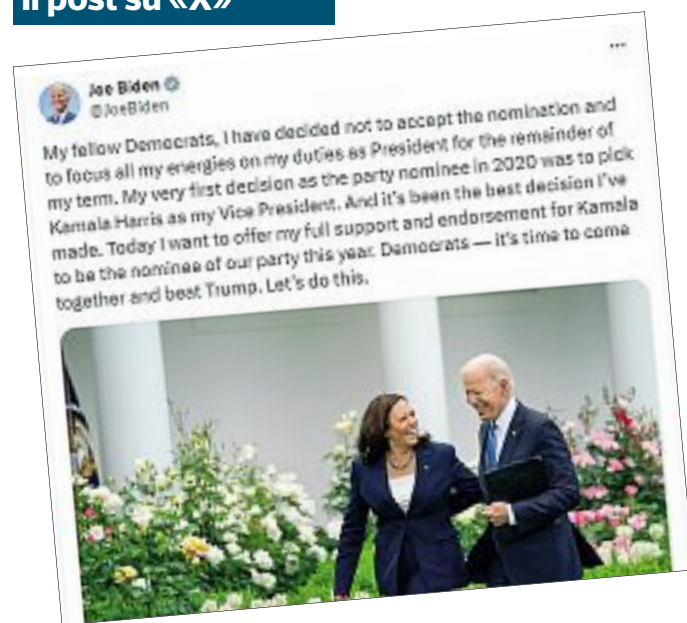 Il post su «X»
Joe Biden
@JoeBiden
My fellow Democrats, I have decided not to accept the nomination and
to focus all my energies on my duties as President for the remainder of
my term. My very first decision as the party nominee in 2020 was to pick
Kamala Harris as my Vice President. And it's been the best decision I've
made. Today I want to offer my full support and endorsement for Kamala
to be the nominee of our party this year. Democrats — it's time to come
together and beat Trump. Let's do this.